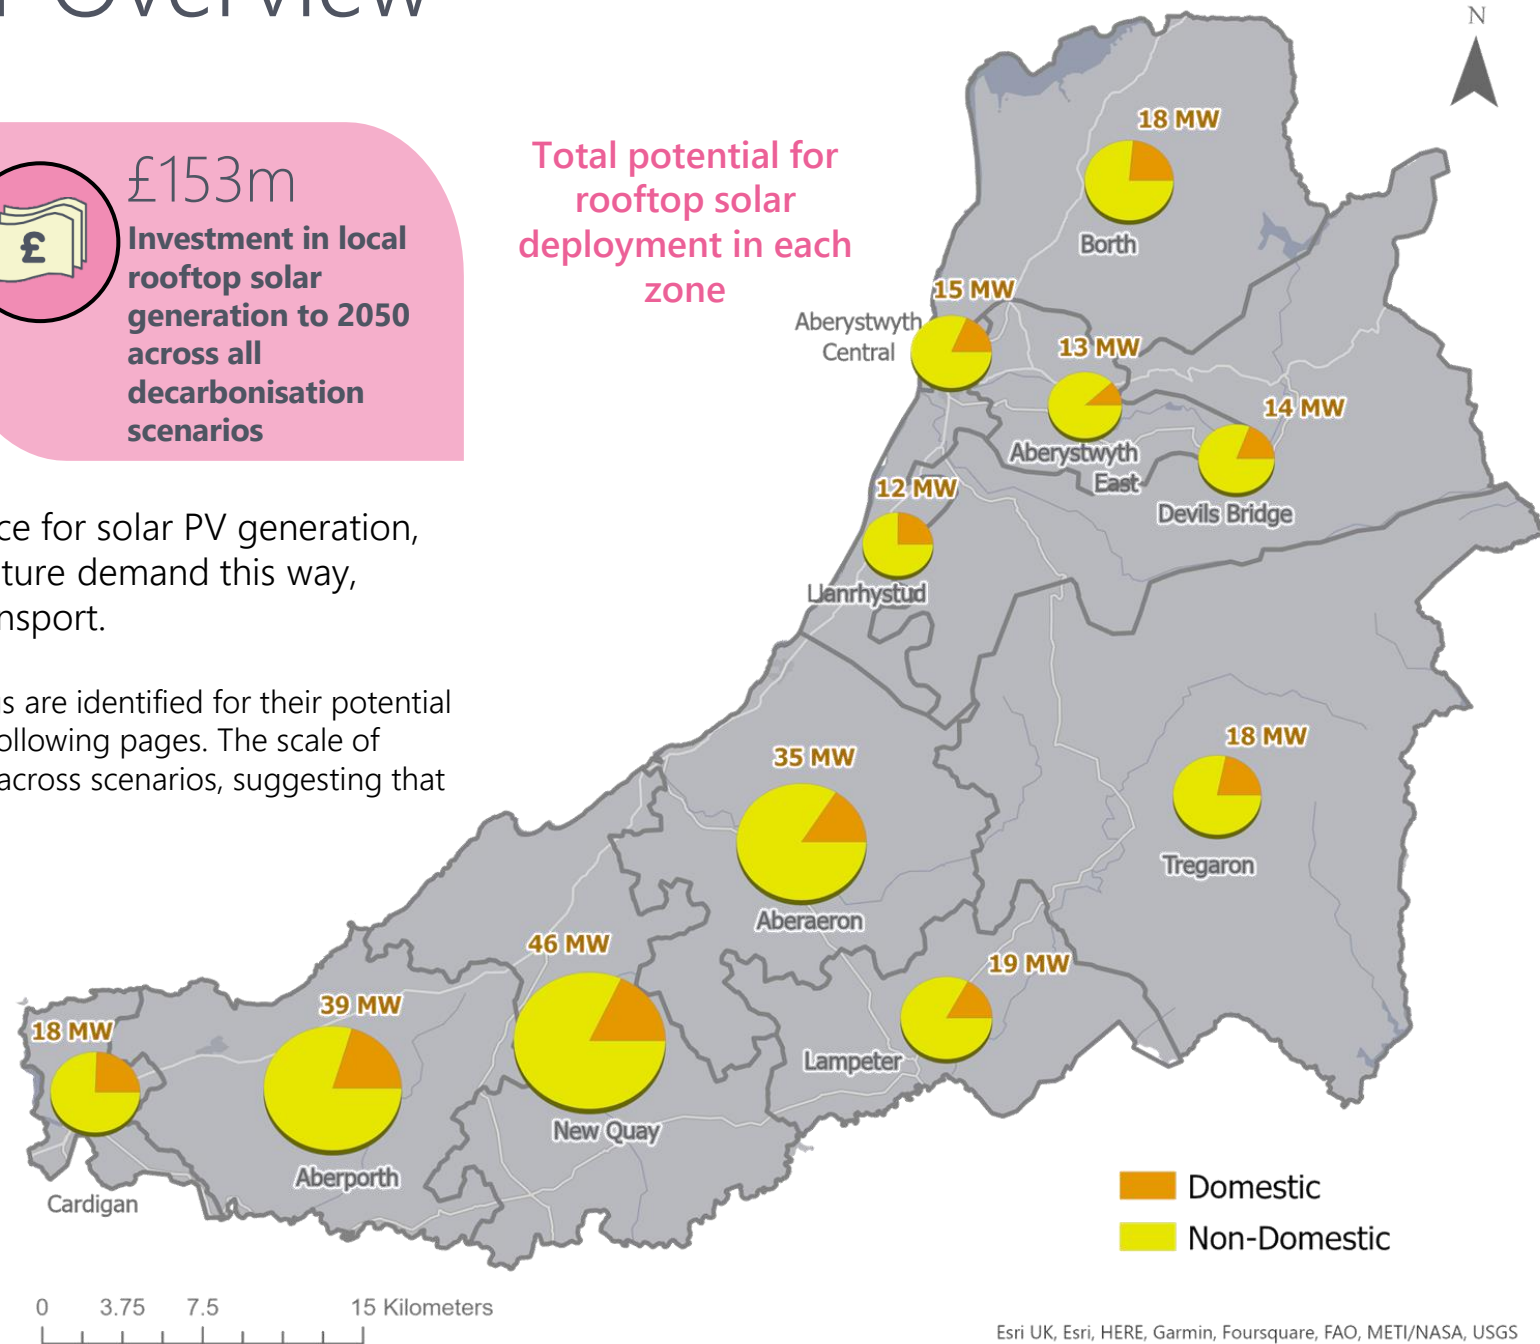 Overview
£153m
Investment in local
rooftop solar
generation to 2050
across all
decarbonisation
scenarios
£
Total potential for
rooftop solar
deployment in each
zone
ce for solar PV generation,
ture demand this way,
nsport.
s are identified for their potential
ollowing pages. The scale of
across scenarios, suggesting that
N
18 MW
Borth
15 MW
Aberystwyth
Central
13 MW
Aberystwyth
East
14 MW
Devils Bridge
12 MW
Llanrhystud
35 MW
Aberaeron
18 MW
Tregaron
46 MW
New Quay
19 MW
Lampeter
39 MW
Aberporth
18 MW
Cardigan
Domestic
Non-Domestic
0 3.75 7.5 15 Kilometers
Esri UK, Esri, HERE, Garmin, Foursquare, FAO, METI/NASA, USGS